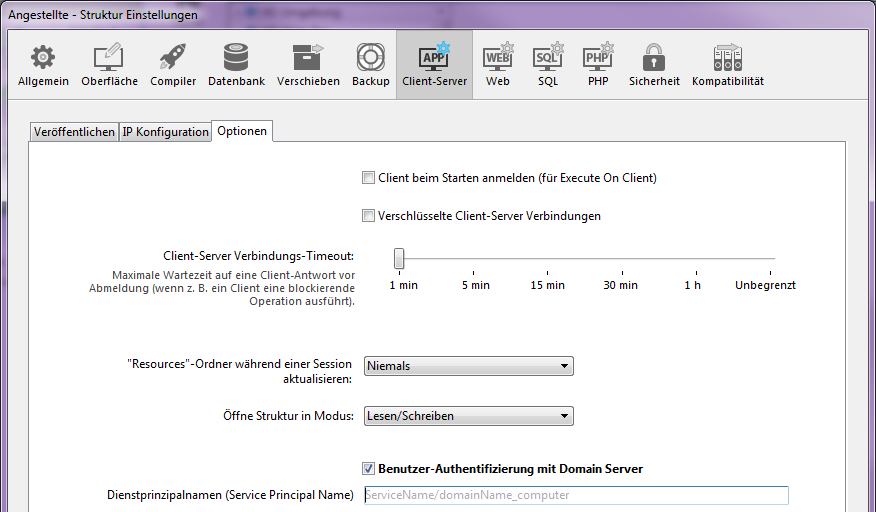 Angestellte - Struktur Einstellungen
APP WEB SQL PHP
Allgemein Oberfläche Compiler Datenbank Verschieben Backup Client-Server Web SQL PHP Sicherheit Kompatibilität
Veröffentlichen IP Konfiguration Optionen
Client beim Starten anmelden (für Execute On Client)
Verschlüsselte Client-Server Verbindungen
Client-Server Verbindungs-Timeout:
Maximale Wartezeit auf eine Client-Antwort vor
Abmeldung (wenn z. B. ein Client eine blockierende
Operation ausführt).
1 min 5 min 15 min 30 min 1 h Unbegrenzt
"Resources"-Ordner während einer Session
aktualisieren:
Niemals
Öffne Struktur in Modus: Lesen/Schreiben
Benutzer-Authentifizierung mit Domain Server
Dienstprinzipalnamen (Service Principal Name) ServiceName/domainName_computer